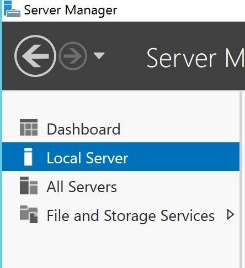 Server Manager
Server M
Dashboard
Local Server
All Servers
File and Storage Services